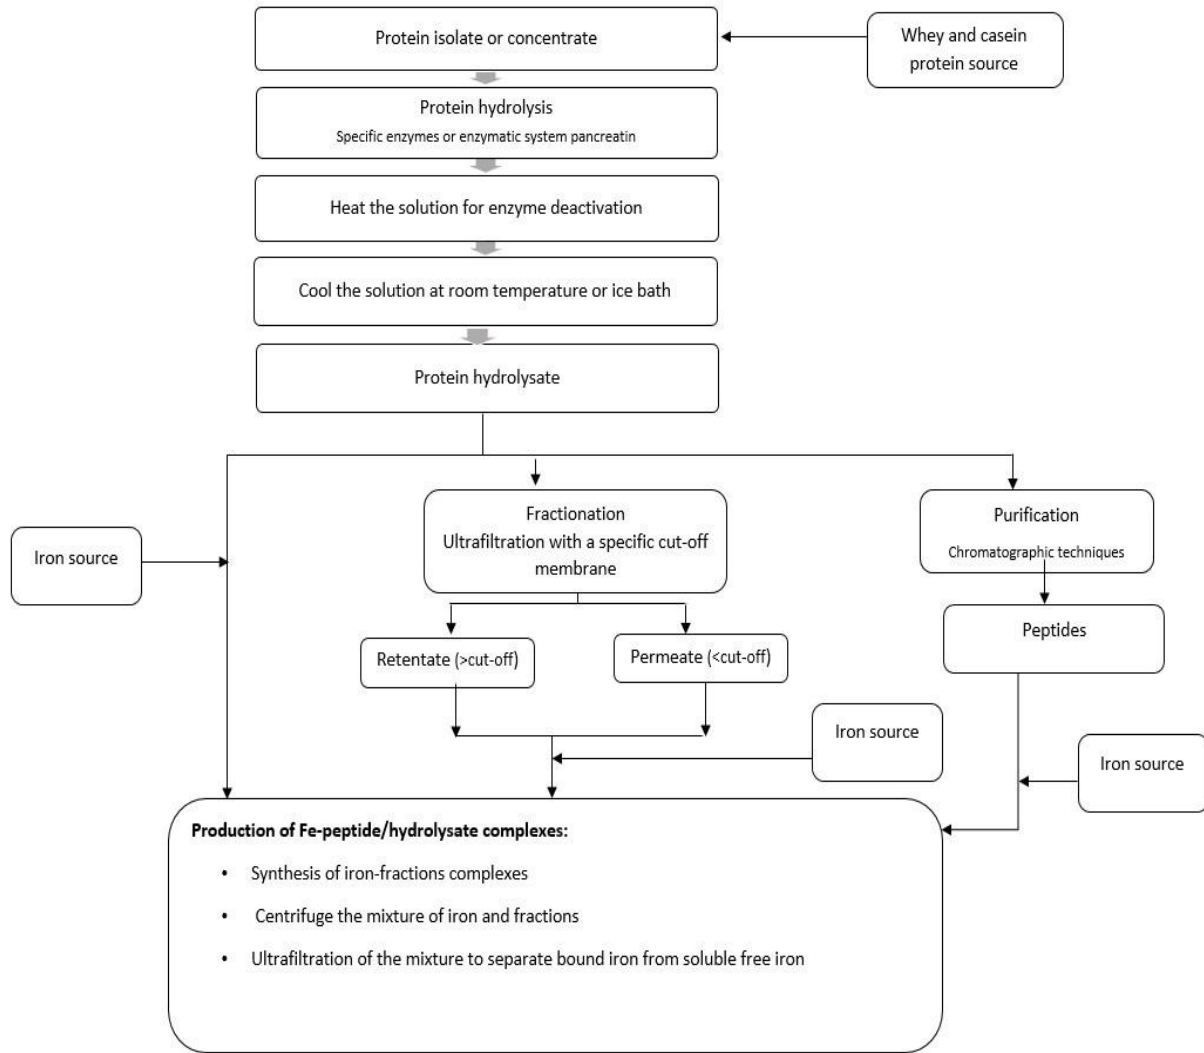 Protein isolate or concentrate
Whey and casein
protein source
Protein hydrolysis
Specific enzymes or enzymatic system pancreatin
Heat the solution for enzyme deactivation
Cool the solution at room temperature or ice bath
Protein hydrolysate
Iron source
Fractionation
Ultrafiltration with a specific cut-off
membrane
Purification
Chromatographic techniques
Retentate (>cut-off)
Permeate (<cut-off)
Peptides
Iron source
Iron source
Production of Fe-peptide/hydrolysate complexes:
• Synthesis of iron-fractions complexes
• Centrifuge the mixture of iron and fractions
• Ultrafiltration of the mixture to separate bound iron from soluble free iron